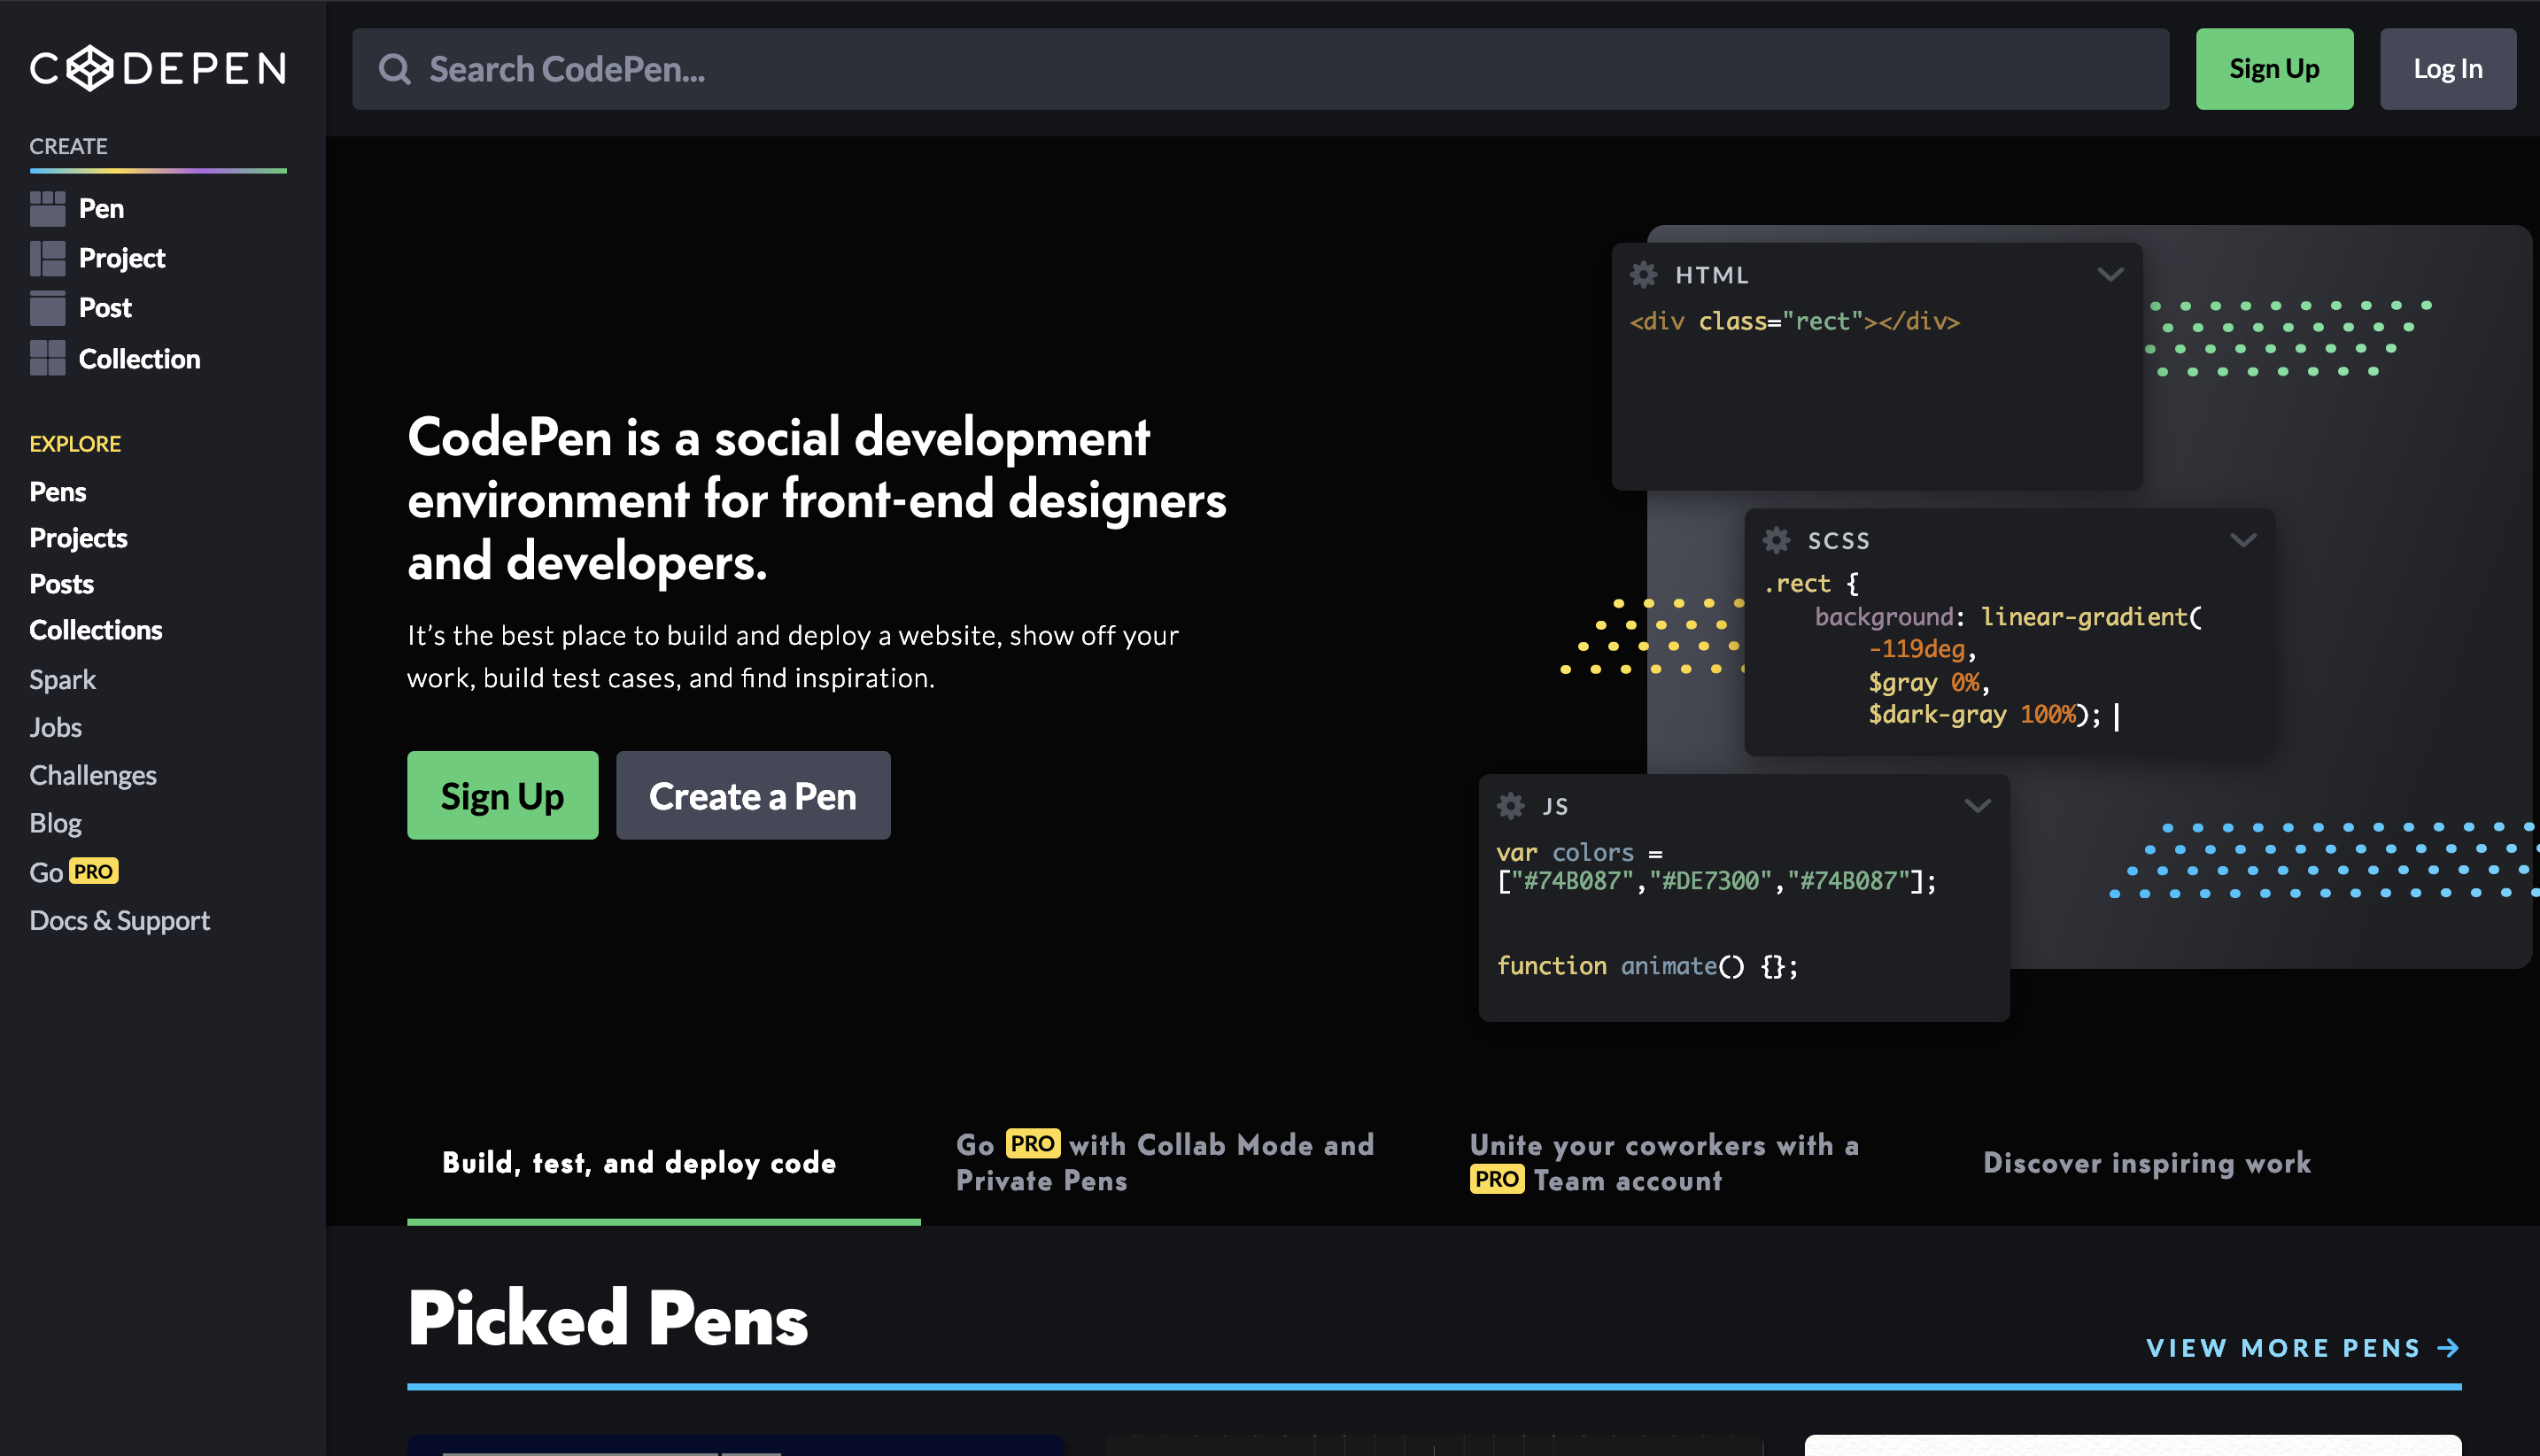 CODEPEN
CREATE
Pen
Project
Post
Collection
EXPLORE
Pens
Projects
Posts
Collections
Spark
Jobs
Challenges
Blog
Go PRO
Docs & Support
Search CodePen...
Sign Up
Log In
CodePen is a social development
environment for front-end designers
and developers.
It’s the best place to build and deploy a website, show off your
work, build test cases, and find inspiration.
Sign Up
Create a Pen
HTML
<div class="rect"></div>
SCSS
.rect {
background: linear-gradient(
-119deg,
$gray 0%,
$dark-gray 100%);
JS
var colors =
["#74B087","#DE7300","#74B087"];
function animate() {};
Build, test, and deploy code
Go PRO with Collab Mode and
Private Pens
Unite your coworkers with a
PRO Team account
Discover inspiring work
Picked Pens
VIEW MORE PENS →